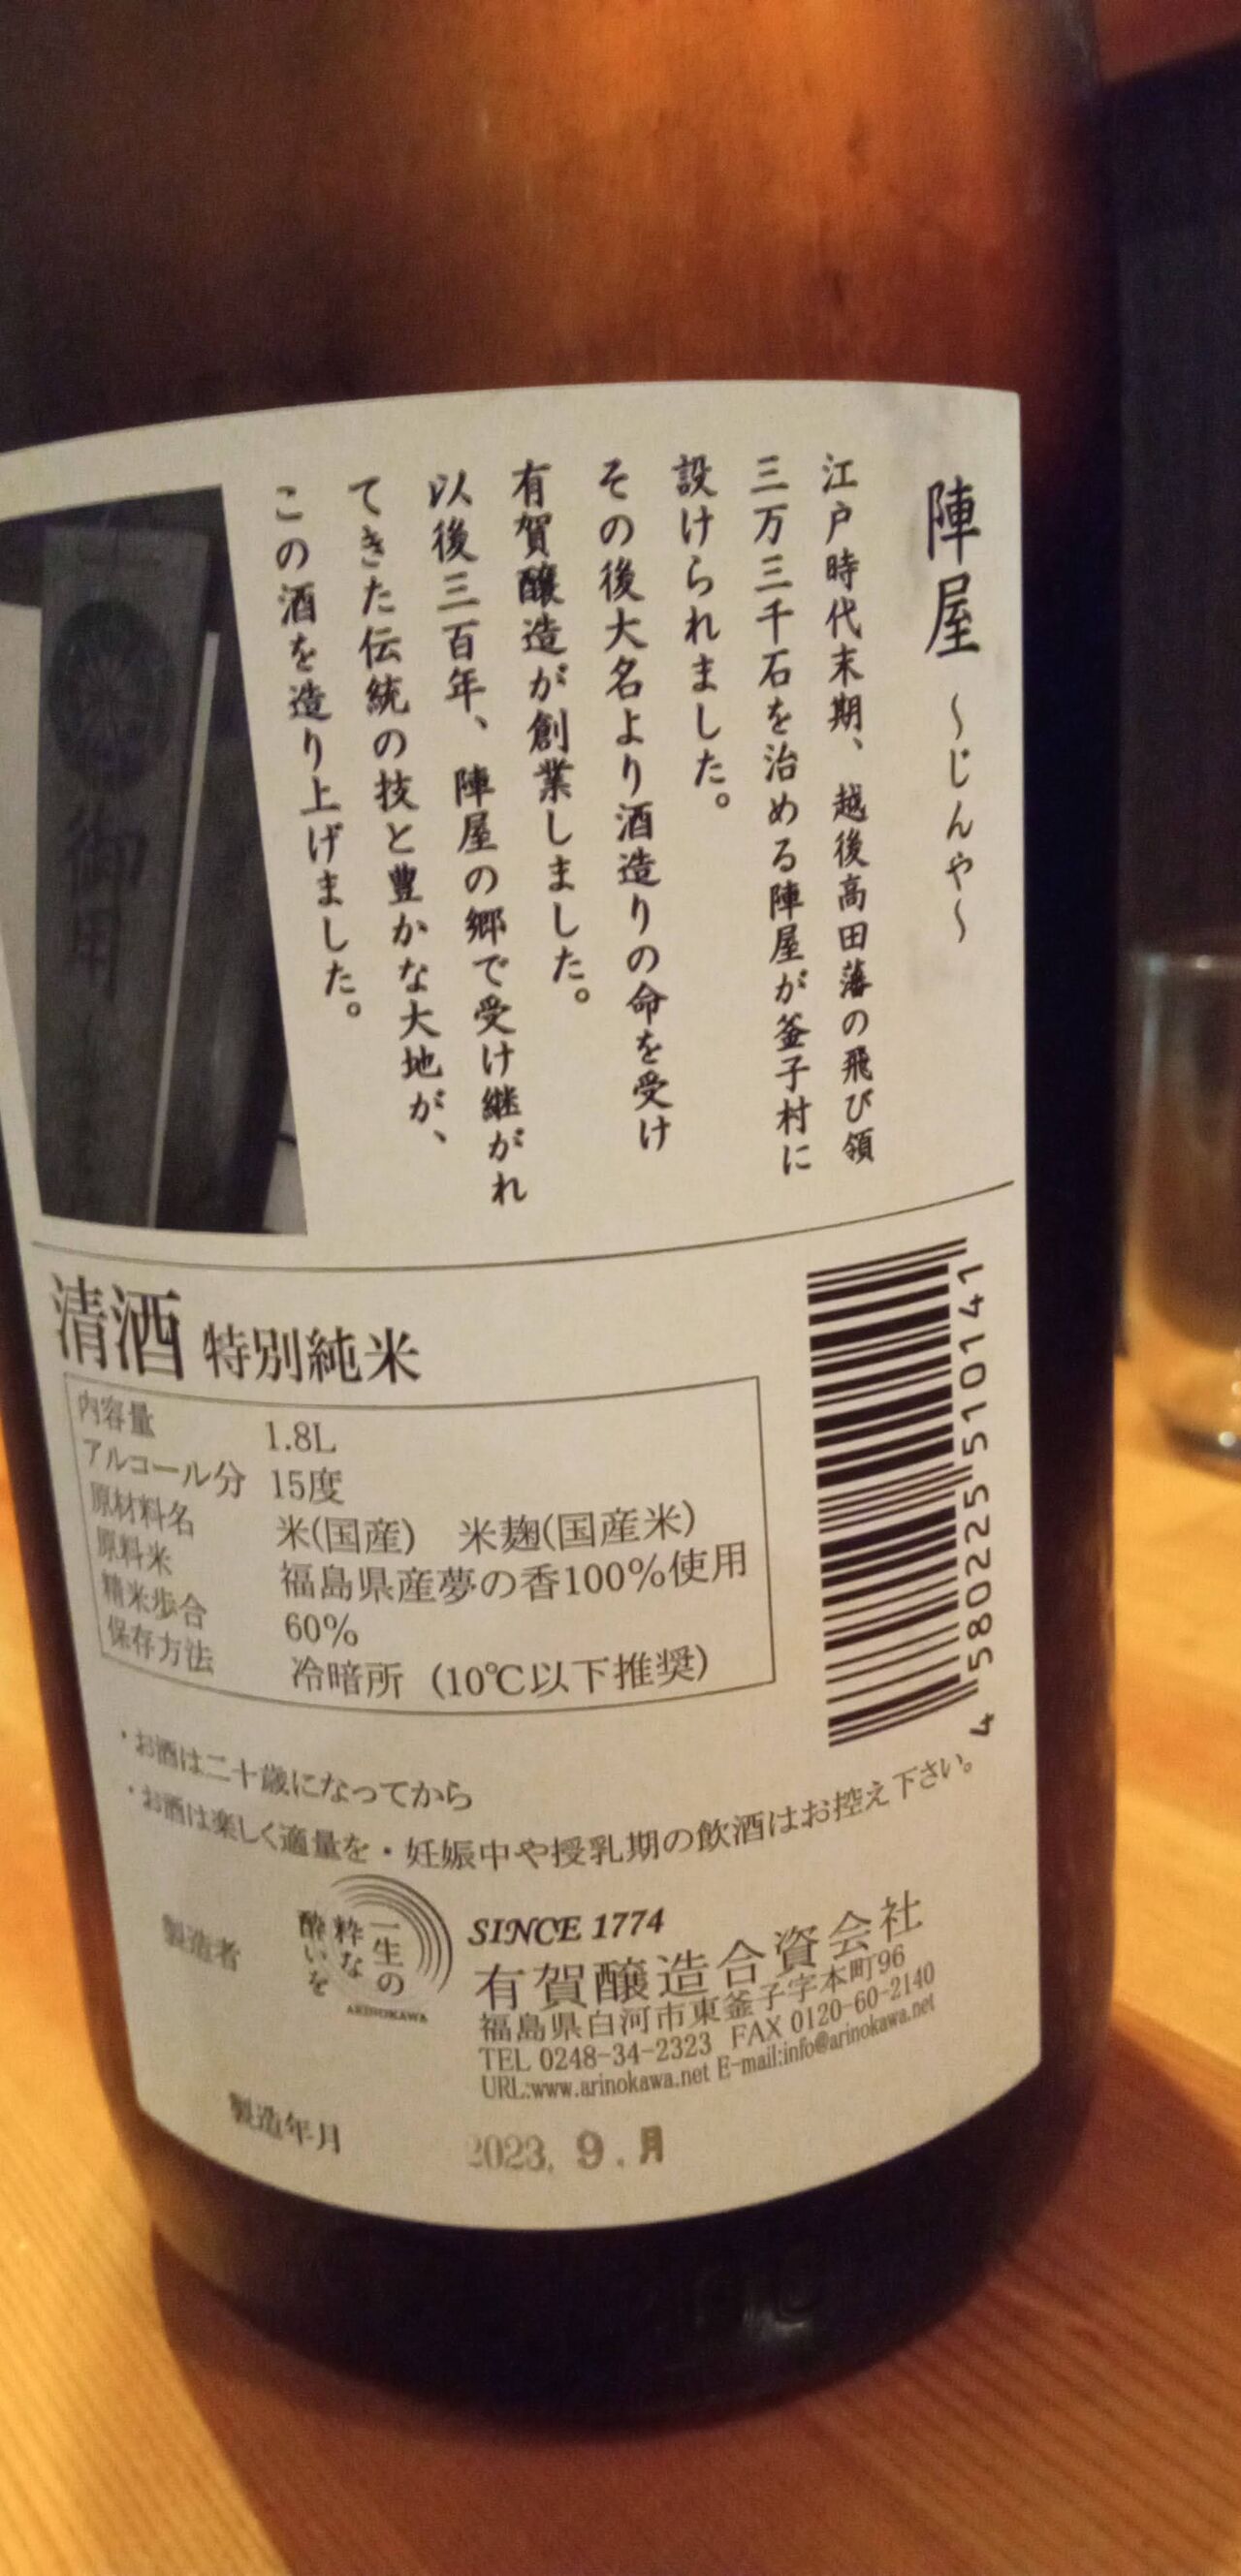 陣屋 〜じんや〜
江戸時代末期、越後高田藩の飛び領
三万三千石を治める陣屋が釜子村に
設けられました。
その後大名より酒造りの命を受け
有賀醸造が創業しました。
以後三百年、陣屋の郷で受け継がれ
てきた伝統の技と豊かな大地が、
この酒を造り上げました。
御用
清酒 特別純米
内容量 1.8L
アルコール分 15度
原材料名 米(国産) 米麹(国産米)
原料米 福島県産夢の香100%使用
精米歩合 60%
保存方法 冷暗所 (10℃以下推奨)
4 580225 510141
・お酒は二十歳になってから
・お酒は楽しく適量を・妊娠中や授乳期の飲酒はお控え下さい。
製造者
一生の
粋な
酔いを
ARINOKAWA
SINCE 1774
有賀醸造合資会社
福島県白河市東釜子字本町96
TEL 0248-34-2323 FAX 0120-60-2140
URL:www.arinokawa.net E-mail:info@arinokawa.net
製造年月 2023. 9.月